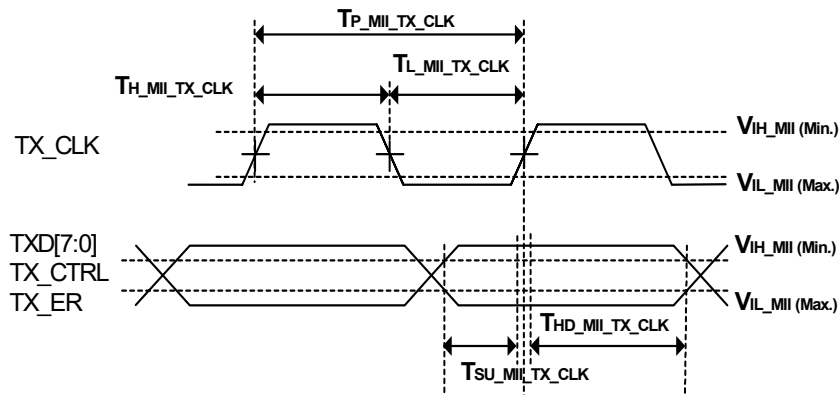 TP_MII_TX_CLK
TH_MII_TX_CLK
TL_MII_TX_CLK
TX_CLK
VIH_MII (Min.)
VIL_MII (Max.)
TXD[7:0]
TX_CTRL
TX_ER
VIH_MII (Min.)
VIL_MII (Max.)
THD_MII_TX_CLK
TSU_MII_TX_CLK